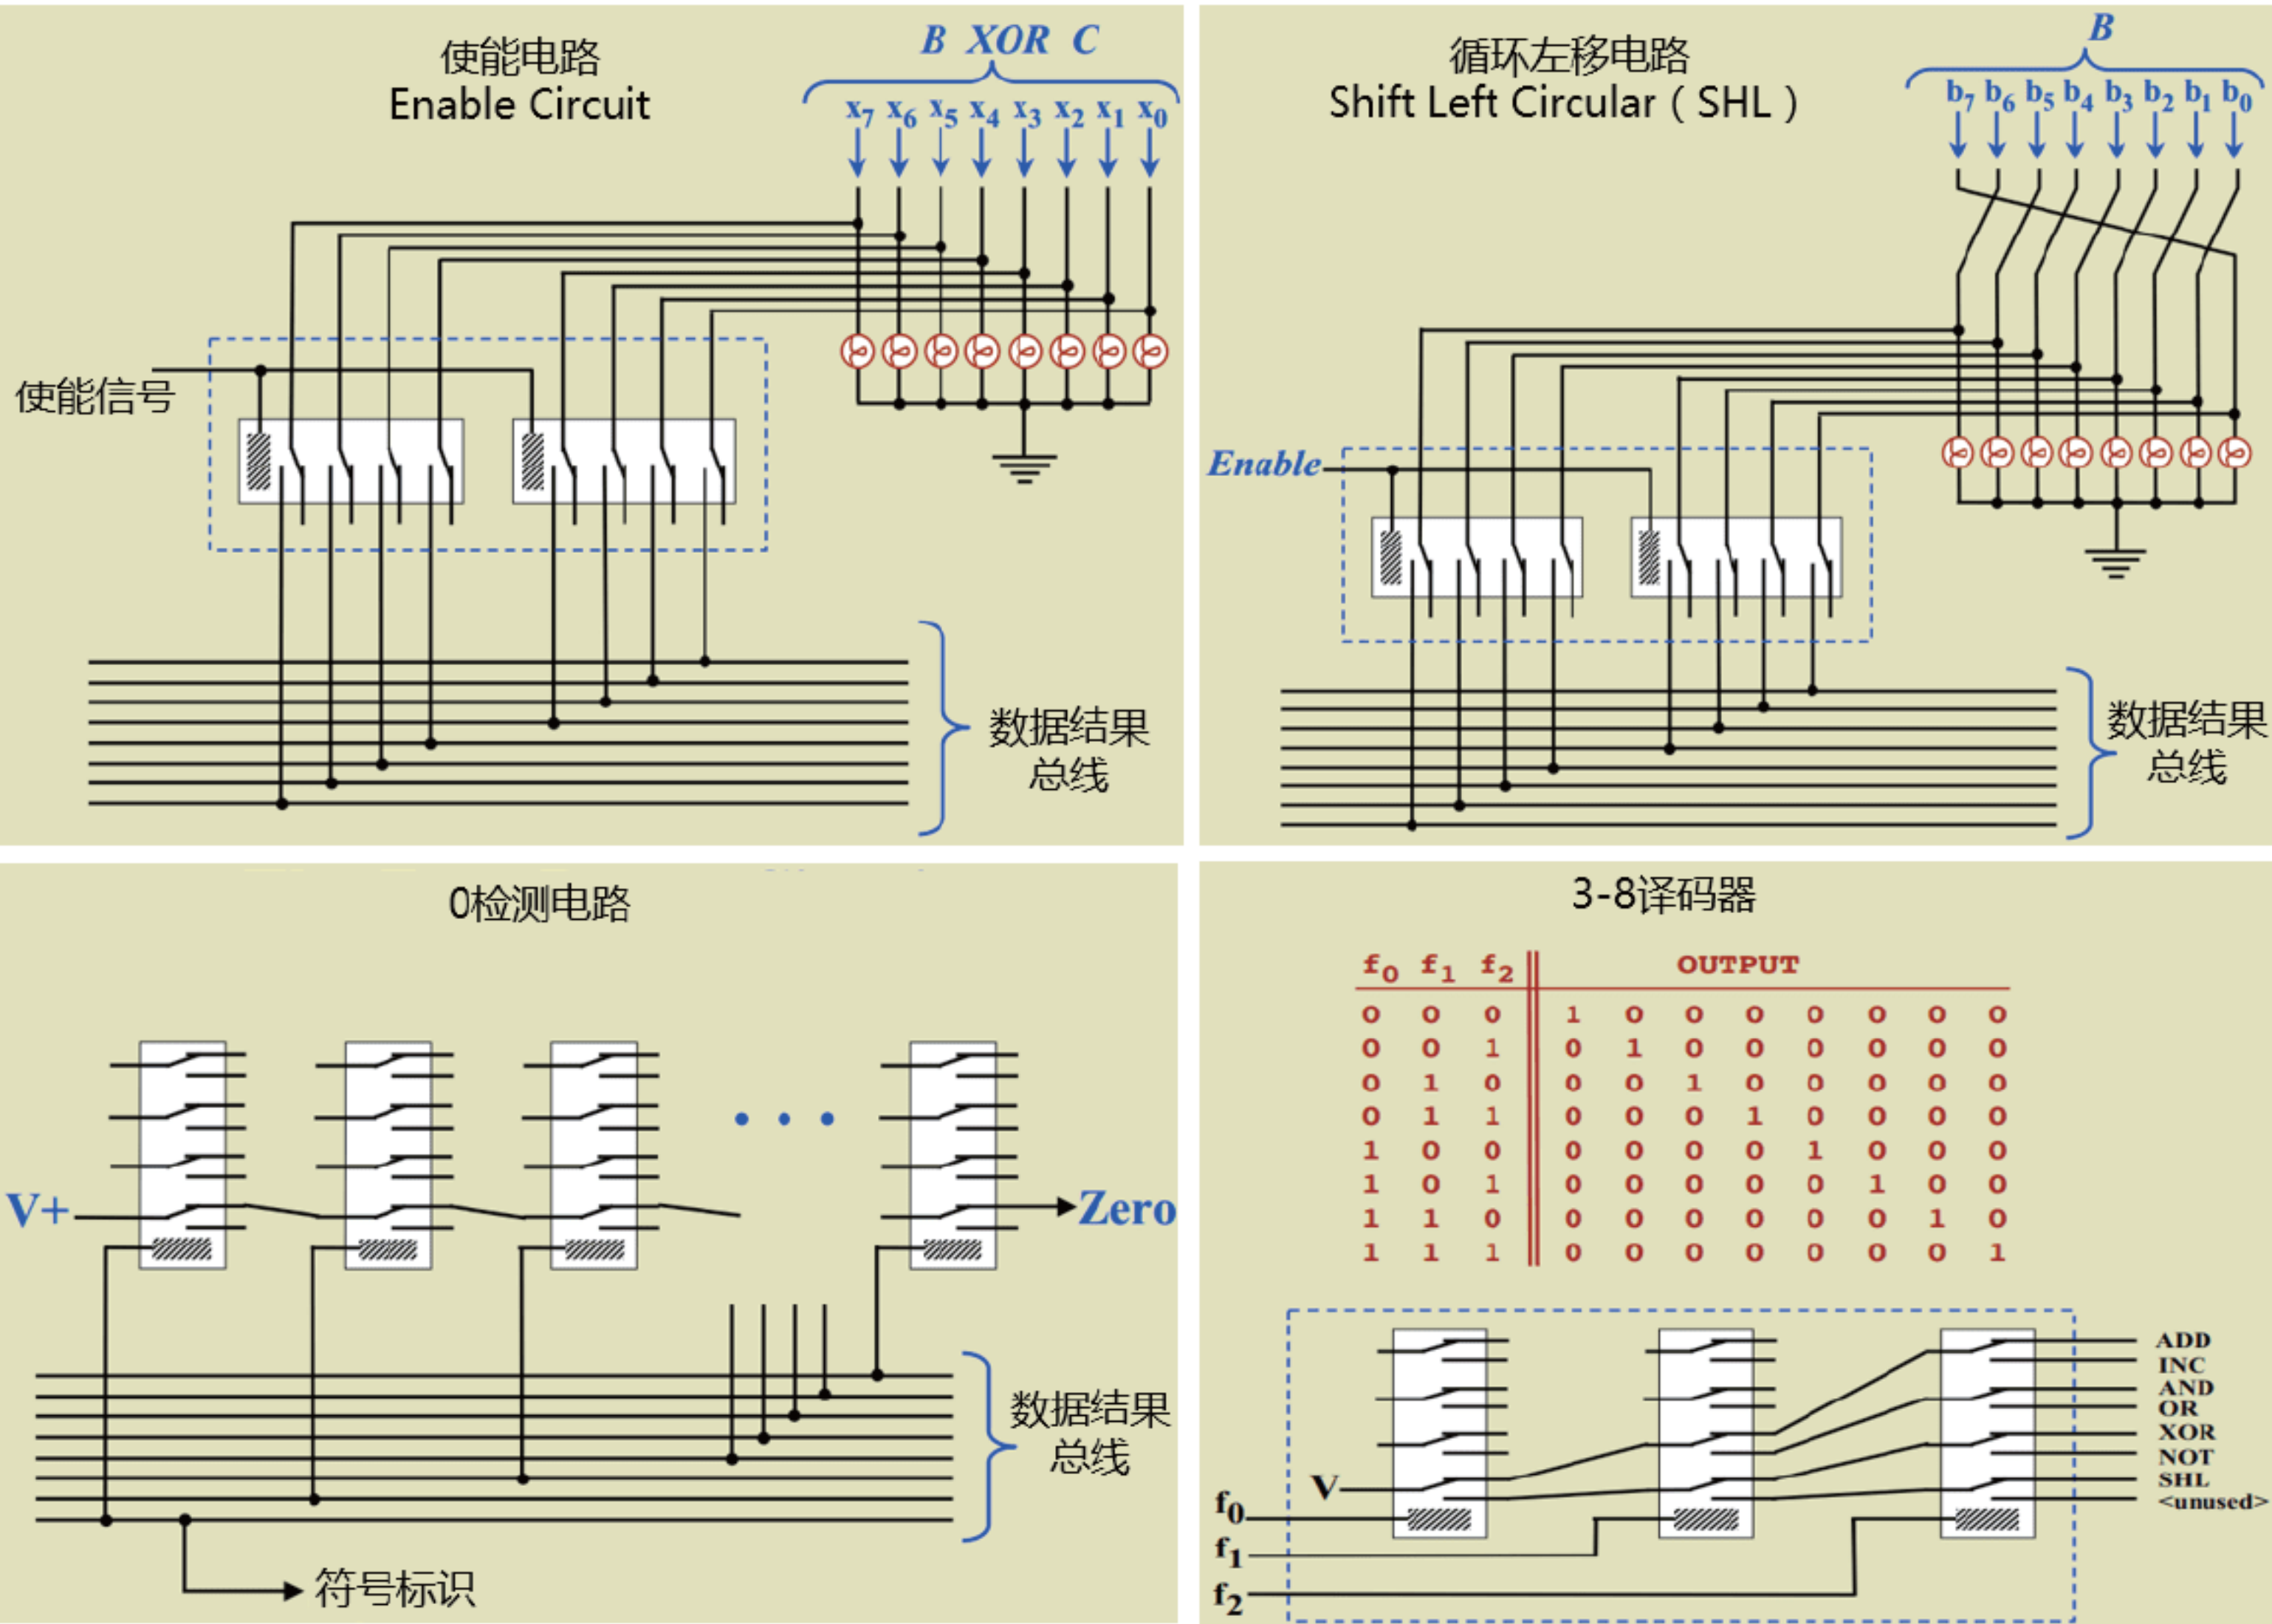 使能电路
Enable Circuit
B XOR C
x7 x6 x5 x4 x3 x2 x1 x0
使能信号
数据结果
总线
循环左移电路
Shift Left Circular ( SHL )
B
b7 b6 b5 b4 b3 b2 b1 b0
Enable
数据结果
总线
0检测电路
V+
Zero
数据结果
总线
符号标识
3-8译码器
f0 f1 f2 OUTPUT
0 0 0 1 0 0 0 0 0 0 0
0 0 1 0 1 0 0 0 0 0 0
0 1 0 0 0 1 0 0 0 0 0
0 1 1 0 0 0 1 0 0 0 0
1 0 0 0 0 0 0 1 0 0 0
1 0 1 0 0 0 0 0 1 0 0
1 1 0 0 0 0 0 0 0 1 0
1 1 1 0 0 0 0 0 0 0 1
ADD
INC
AND
OR
XOR
NOT
SHL
<unused>
V
f0
f1
f2